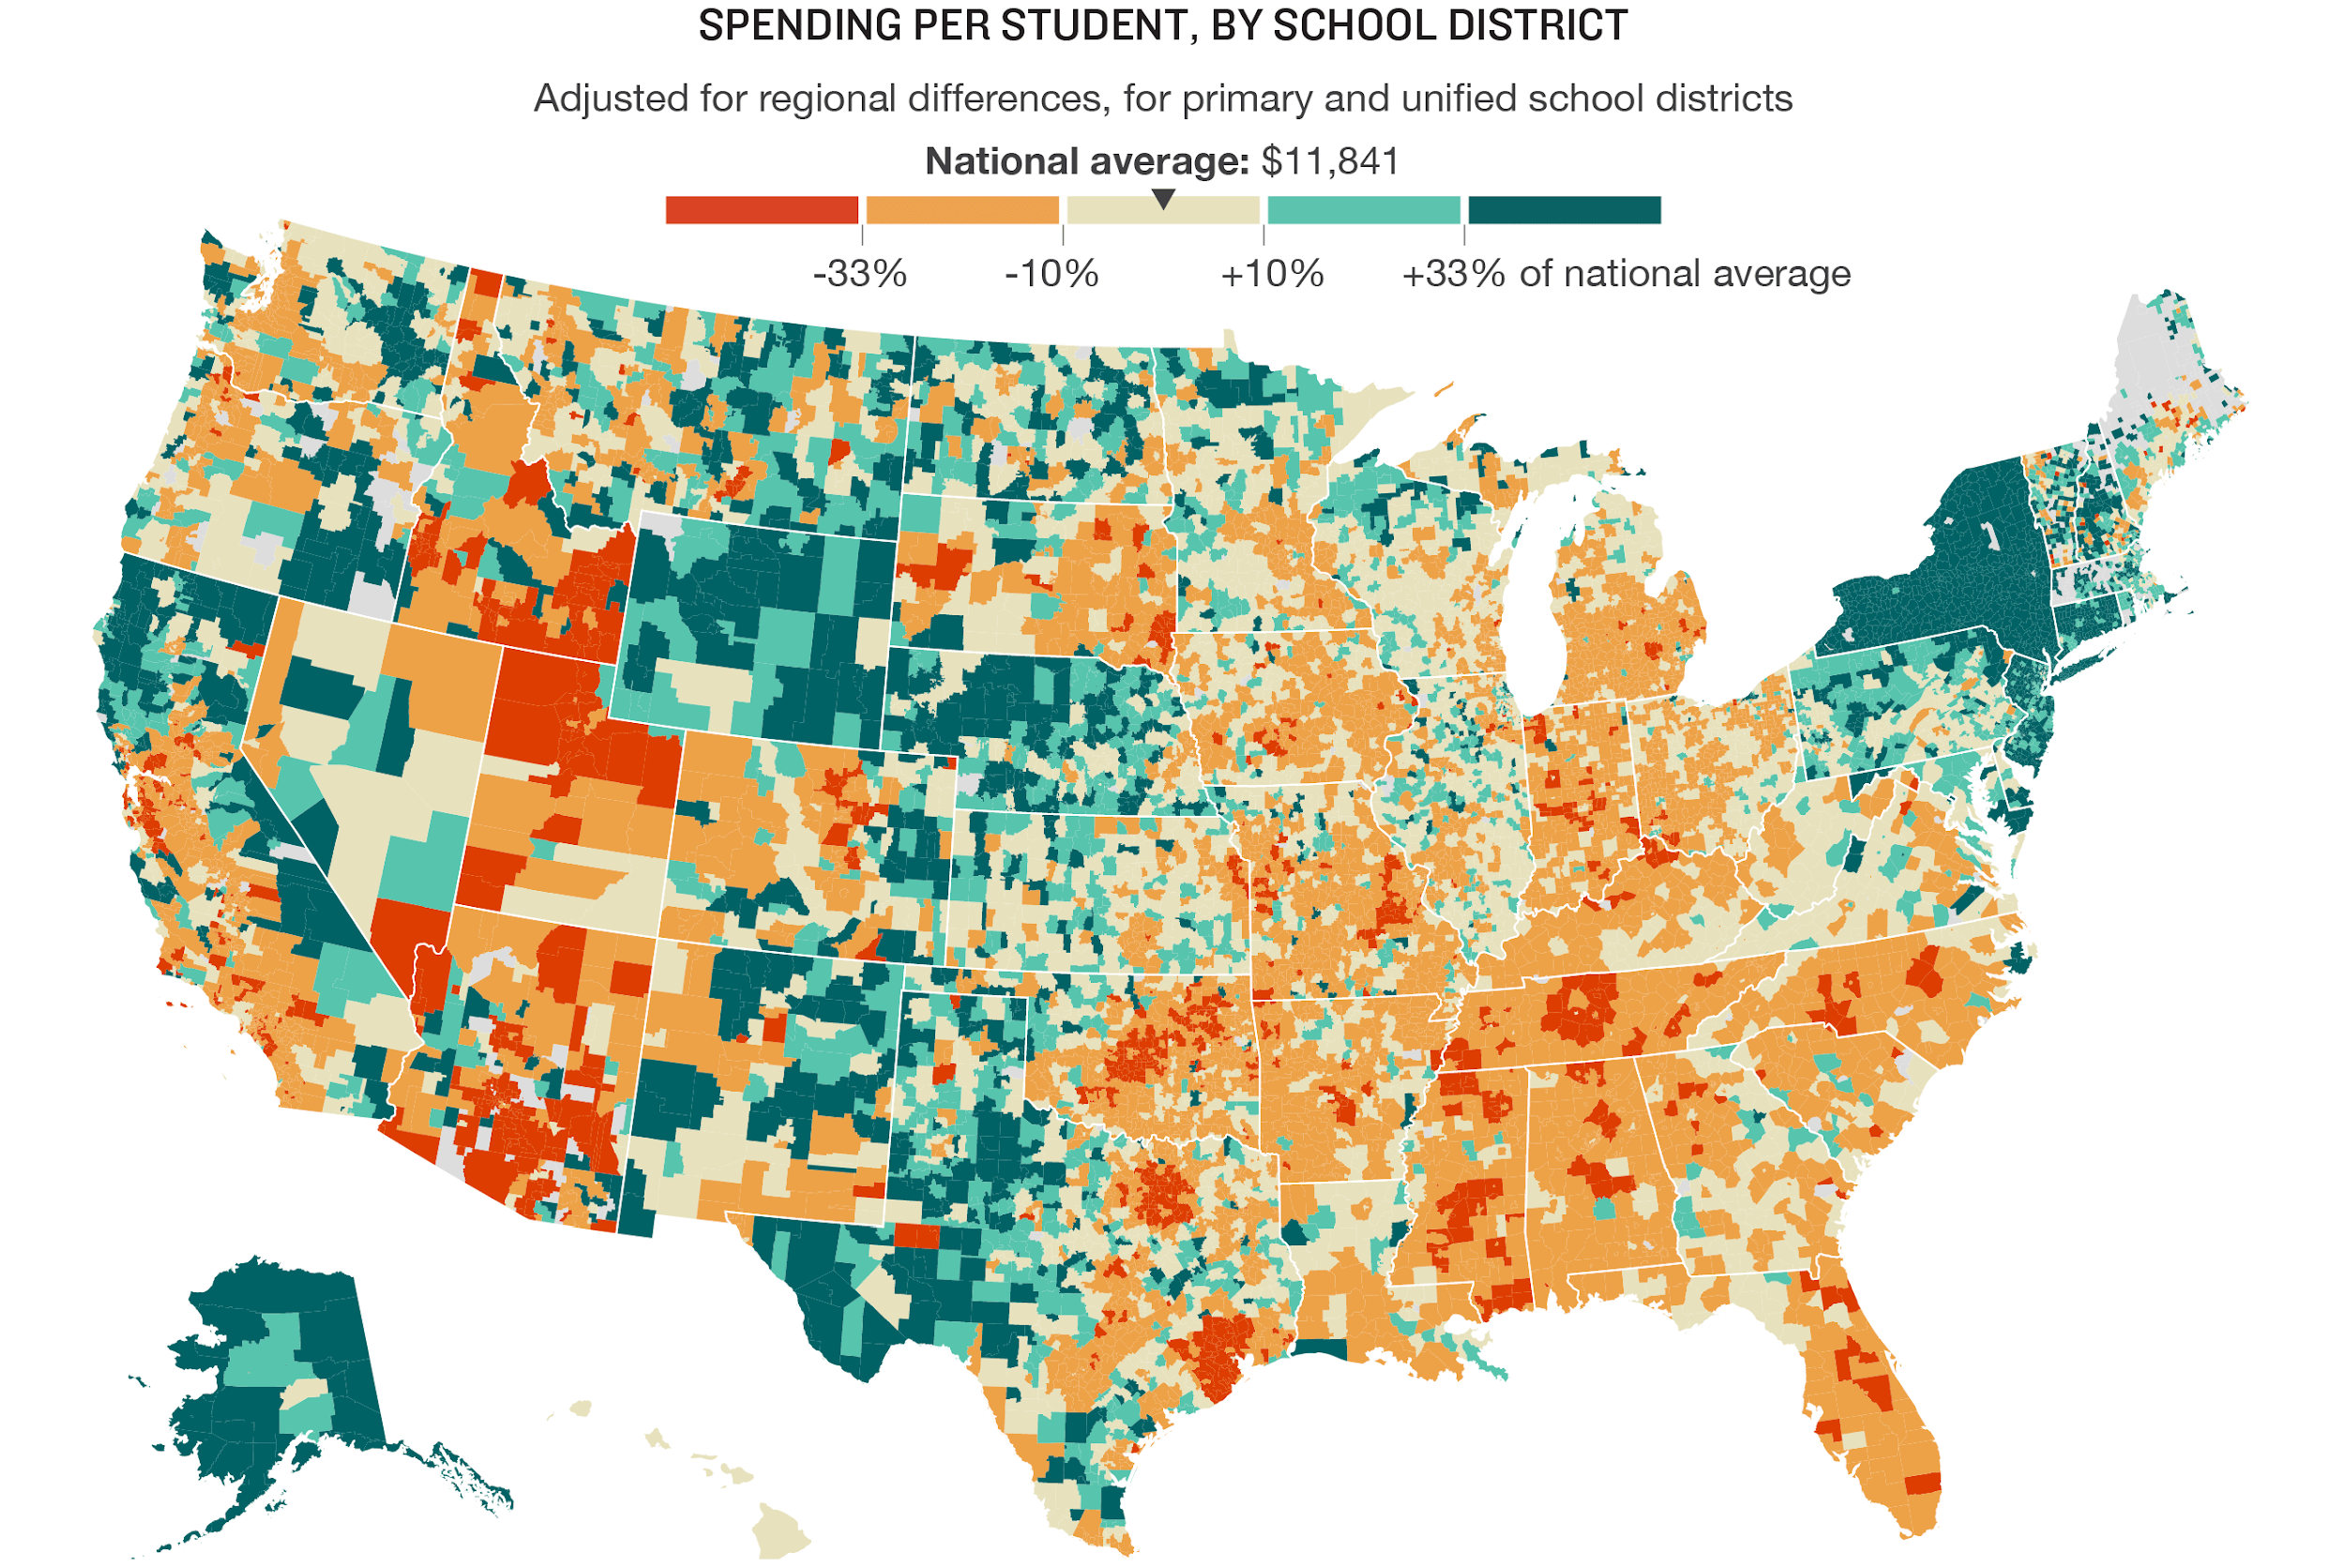 SPENDING PER STUDENT, BY SCHOOL DISTRICT
Adjusted for regional differences, for primary and unified school districts
National average: $11,841
-33% -10% +10% +33% of national average